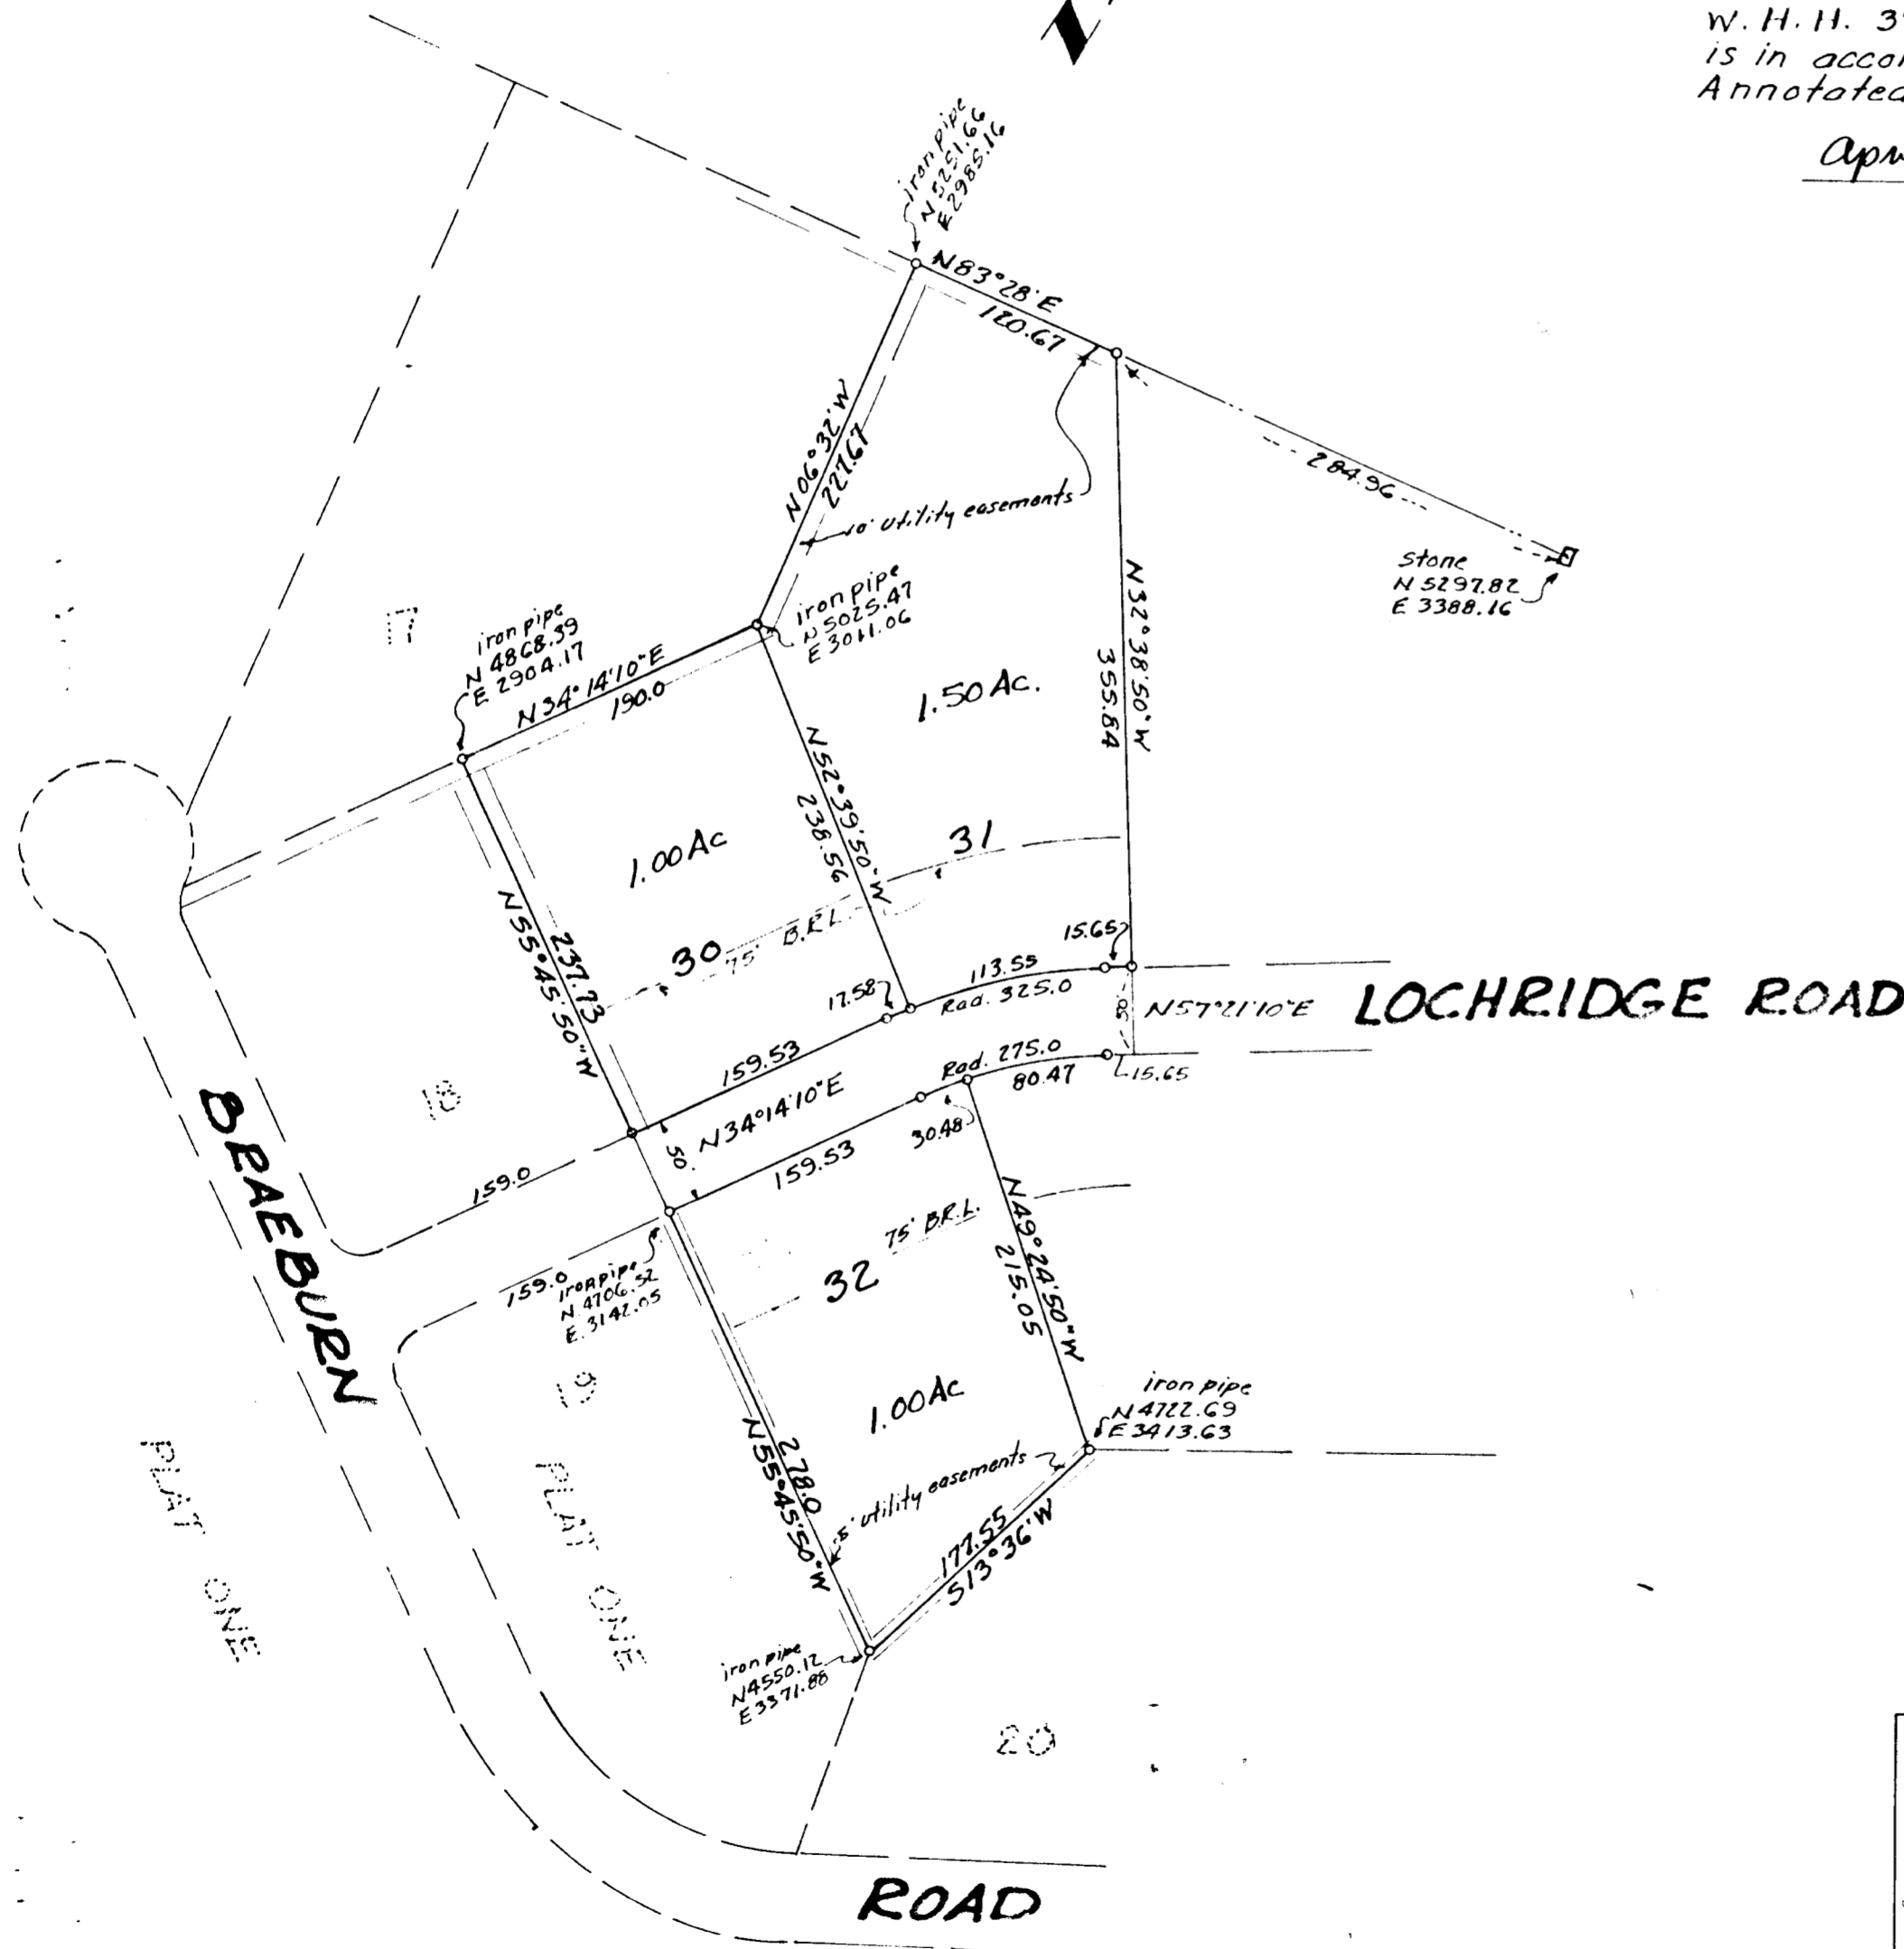 W. H. H.
is in
Annotated
iron pipe
N 5251.66
E 2985.16
N83°28'E
120.67
N06°32'W
227.67
10' utility easements
284.96
stone
N 5297.82
E 3388.16
17
iron pipe
N 4868.39
E 2904.17
iron pipe
N 5025.47
E 3011.06
N34°14'10"E
190.0
1.50 Ac.
N32°38'50"W
355.84
N52°39'50"W
238.56
1.00 Ac
31
30
75' B.R.L.
N55°45'50"W
237.73
15.65
113.55
Rad. 325.0
17.58
50
N57°21'10"E
LOCHRIDGE ROAD
159.53
Rad. 275.0
80.47
15.65
N34°14'10"E
18
50
30.48
159.53
159.0
BRAEBURN
159.0
iron pipe
N 4706.52
E 3142.05
75' B.R.L.
32
N49°24'50"W
215.05
19
PLAT ONE
PLAT ONE
1.00 Ac
iron pipe
N 4722.69
E 3413.63
278.0
N55°45'50"W
5' utility easements
177.55
S13°36'W
iron pipe
N 4550.12
E 3371.88
20
ROAD